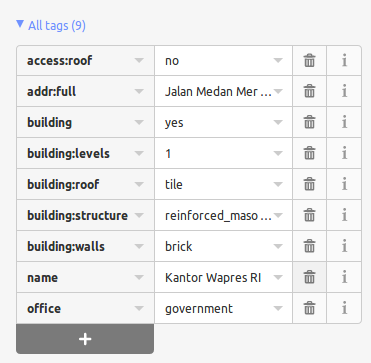 All tags (9)
access:roof no
addr:full Jalan Medan Mer ...
building yes
building:levels 1
building:roof tile
building:structure reinforced_maso ...
building:walls brick
name Kantor Wapres RI
office government
+